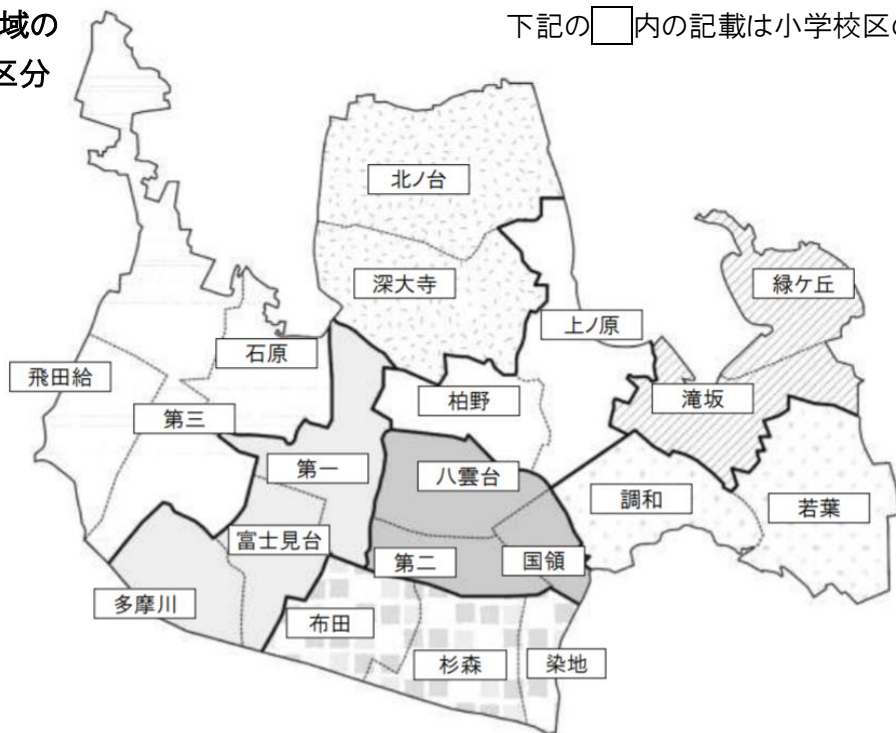 域の
区分
下記の□内の記載は小学校区の
北ノ台
深大寺
緑ケ丘
上ノ原
石原
飛田給
柏野
滝坂
第三
第一
八雲台
調和
若葉
富士見台
第二
国領
多摩川
布田
杉森
染地